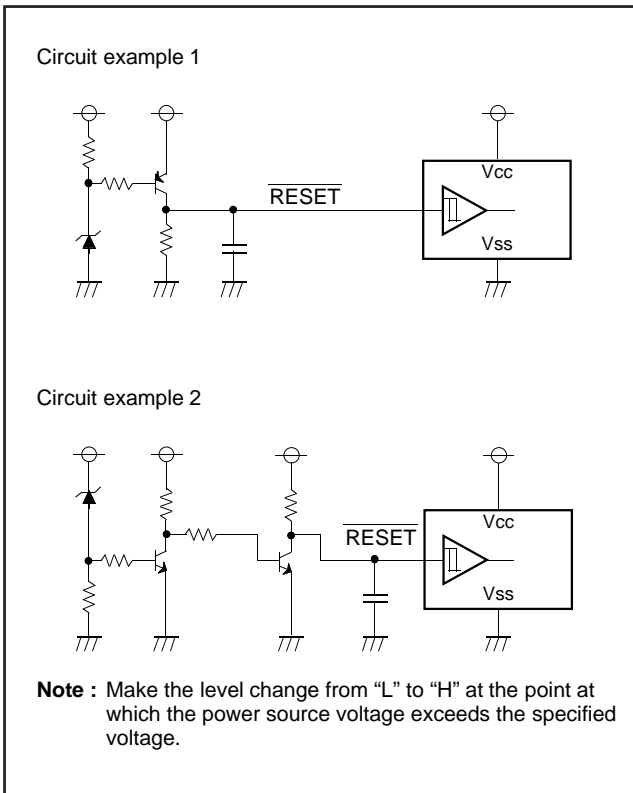 Circuit example 1
RESET
Vcc
Vss
Circuit example 2
RESET
Vcc
Vss
Note : Make the level change from “L” to “H” at the point at
which the power source voltage exceeds the specified
voltage.